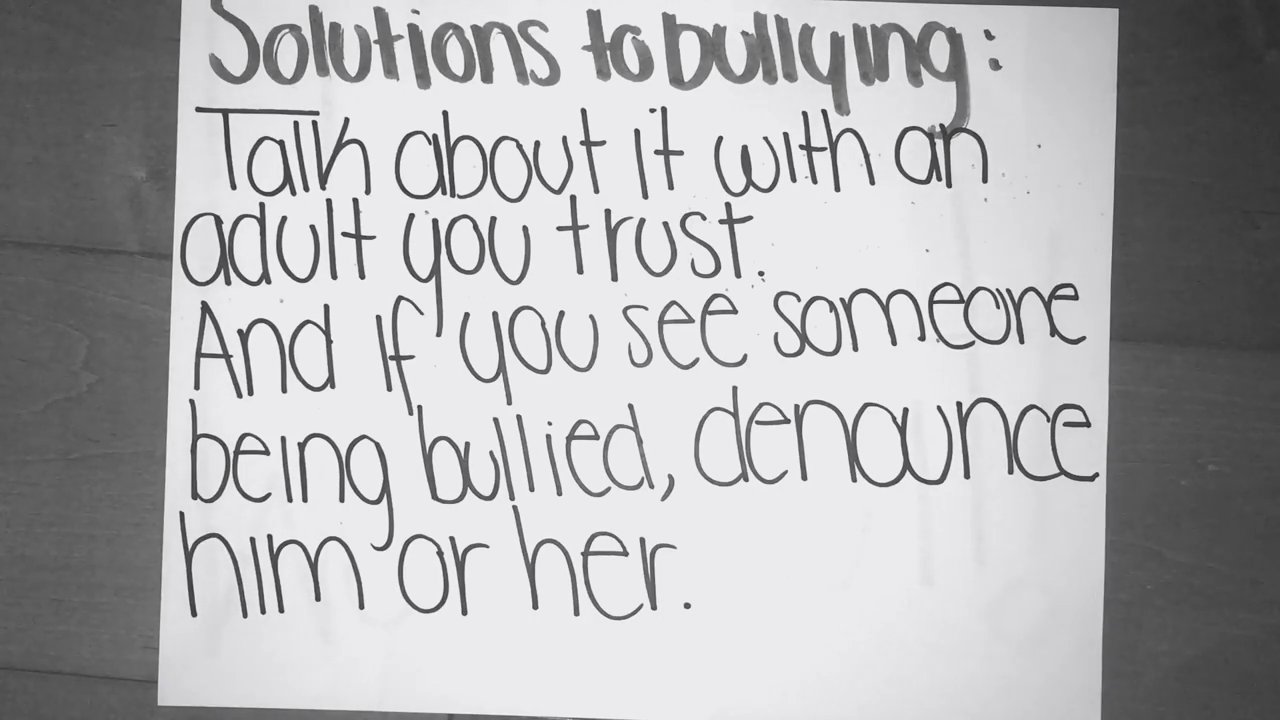 Solutions to bullying:
Talk about it with an
adult you trust.
And if you see someone
being bullied, denounce
him or her.